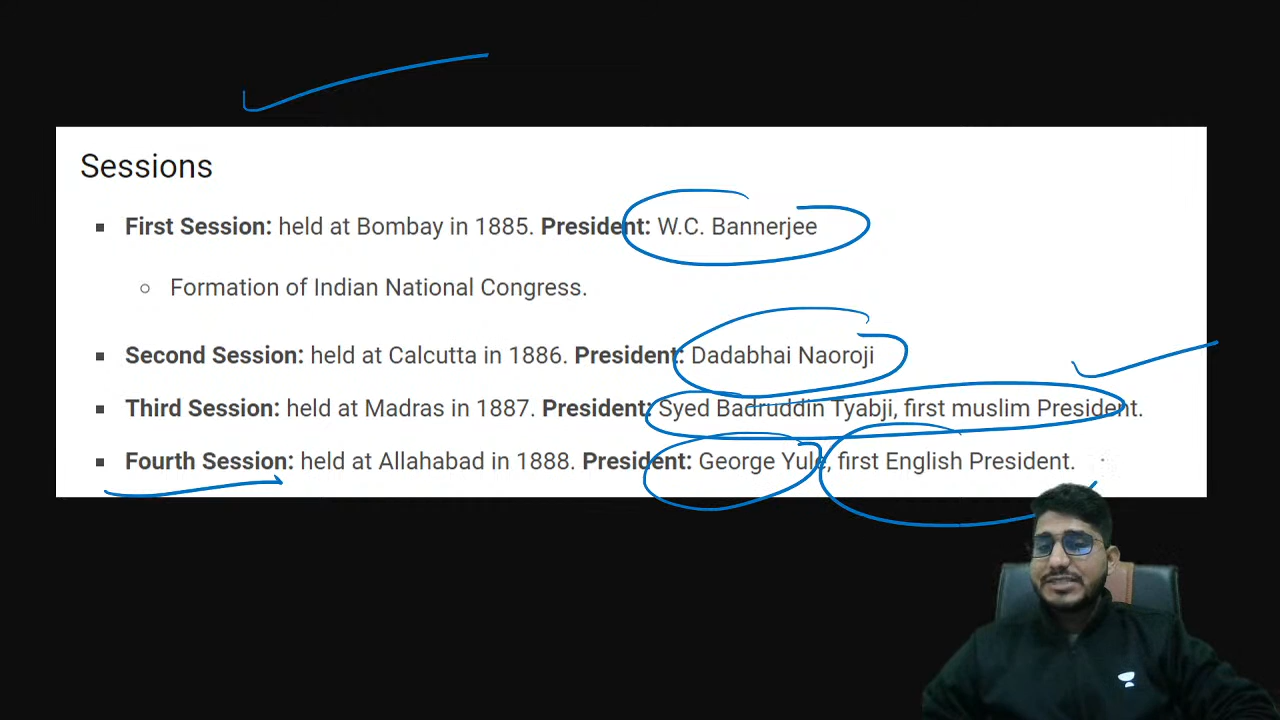 Sessions
First Session: held at Bombay in 1885. President: W.C. Bannerjee
Formation of Indian National Congress.
Second Session: held at Calcutta in 1886. President: Dadabhai Naoroji
Third Session: held at Madras in 1887. President: Syed Badruddin Tyabji, first muslim President.
Fourth Session: held at Allahabad in 1888. President: George Yule, first English President.